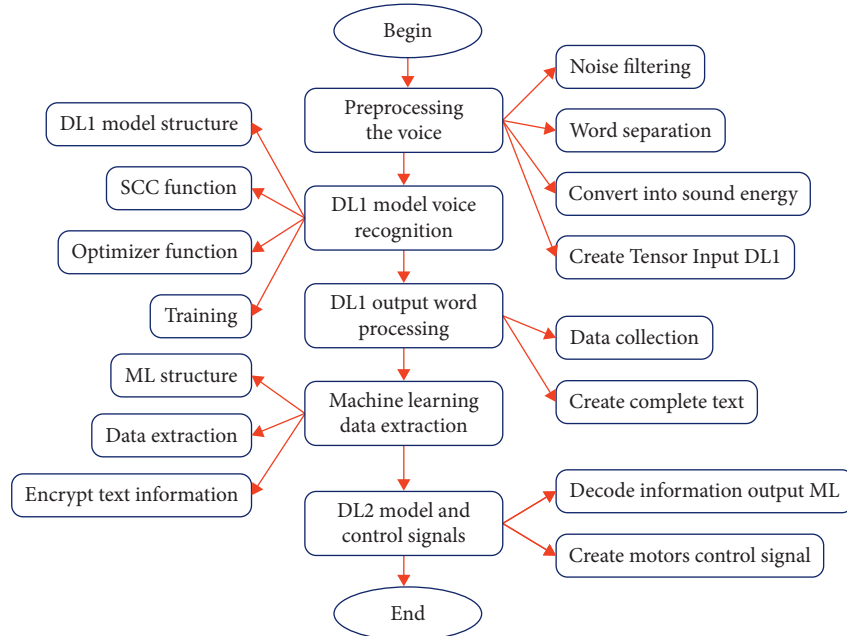 Begin
Preprocessing
the voice
Noise filtering
Word separation
Convert into sound energy
Create Tensor Input DL1
DL1 model voice
recognition
DL1 model structure
SCC function
Optimizer function
Training
DL1 output word
processing
Data collection
Create complete text
Machine learning
data extraction
ML structure
Data extraction
Encrypt text information
DL2 model and
control signals
Decode information output ML
Create motors control signal
End